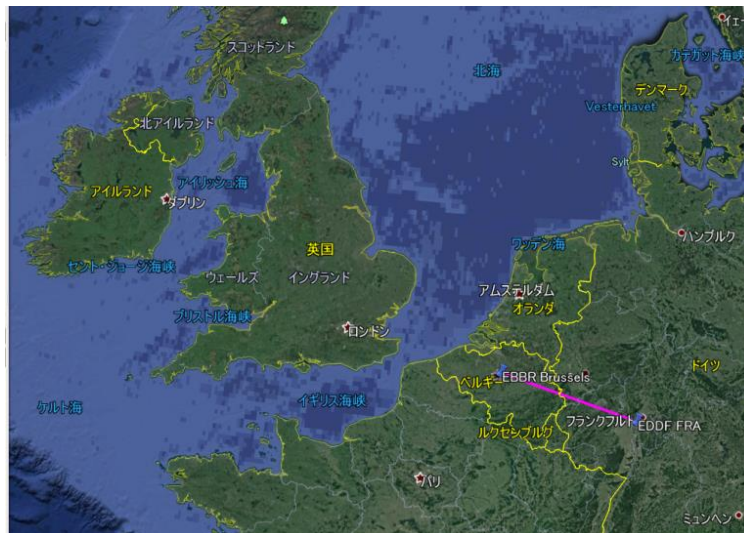 イェー
スコットランド
カテガット海峡
北海
デンマーク
Vesterhavet
北アイルランド
Sylt
アイリッシュ海
アイルランド
ダブリン
ハンブルク
ワッデン海
英国
セント・ジョージ海峡
ウェールズ
イングランド
アムステルダム
オランダ
ブリストル海峡
ロンドン
ドイツ
ベルギー
EBBR Brussels
イギリス海峡
ケルト海
フランクフルト
EDDF FRA
ルクセンブルグ
パリ
ミュンヘン